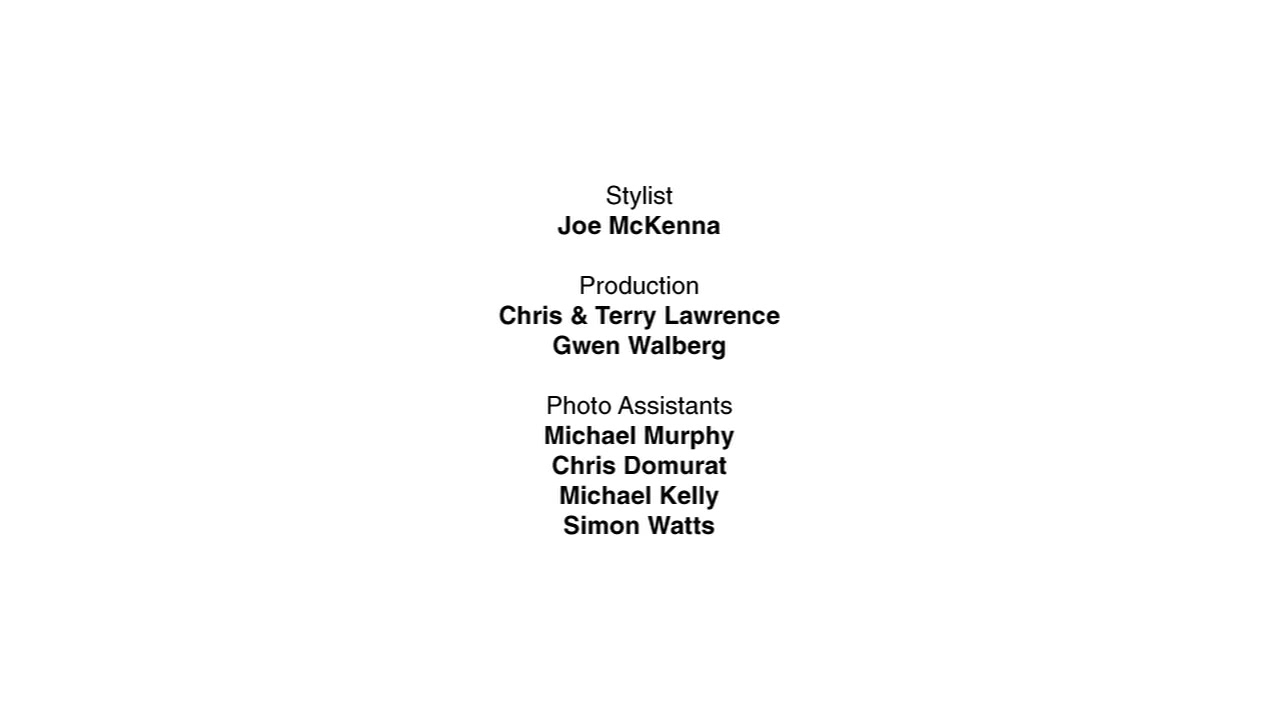 Stylist
Joe McKenna
Production
Chris & Terry Lawrence
Gwen Walberg
Photo Assistants
Michael Murphy
Chris Domurat
Michael Kelly
Simon Watts